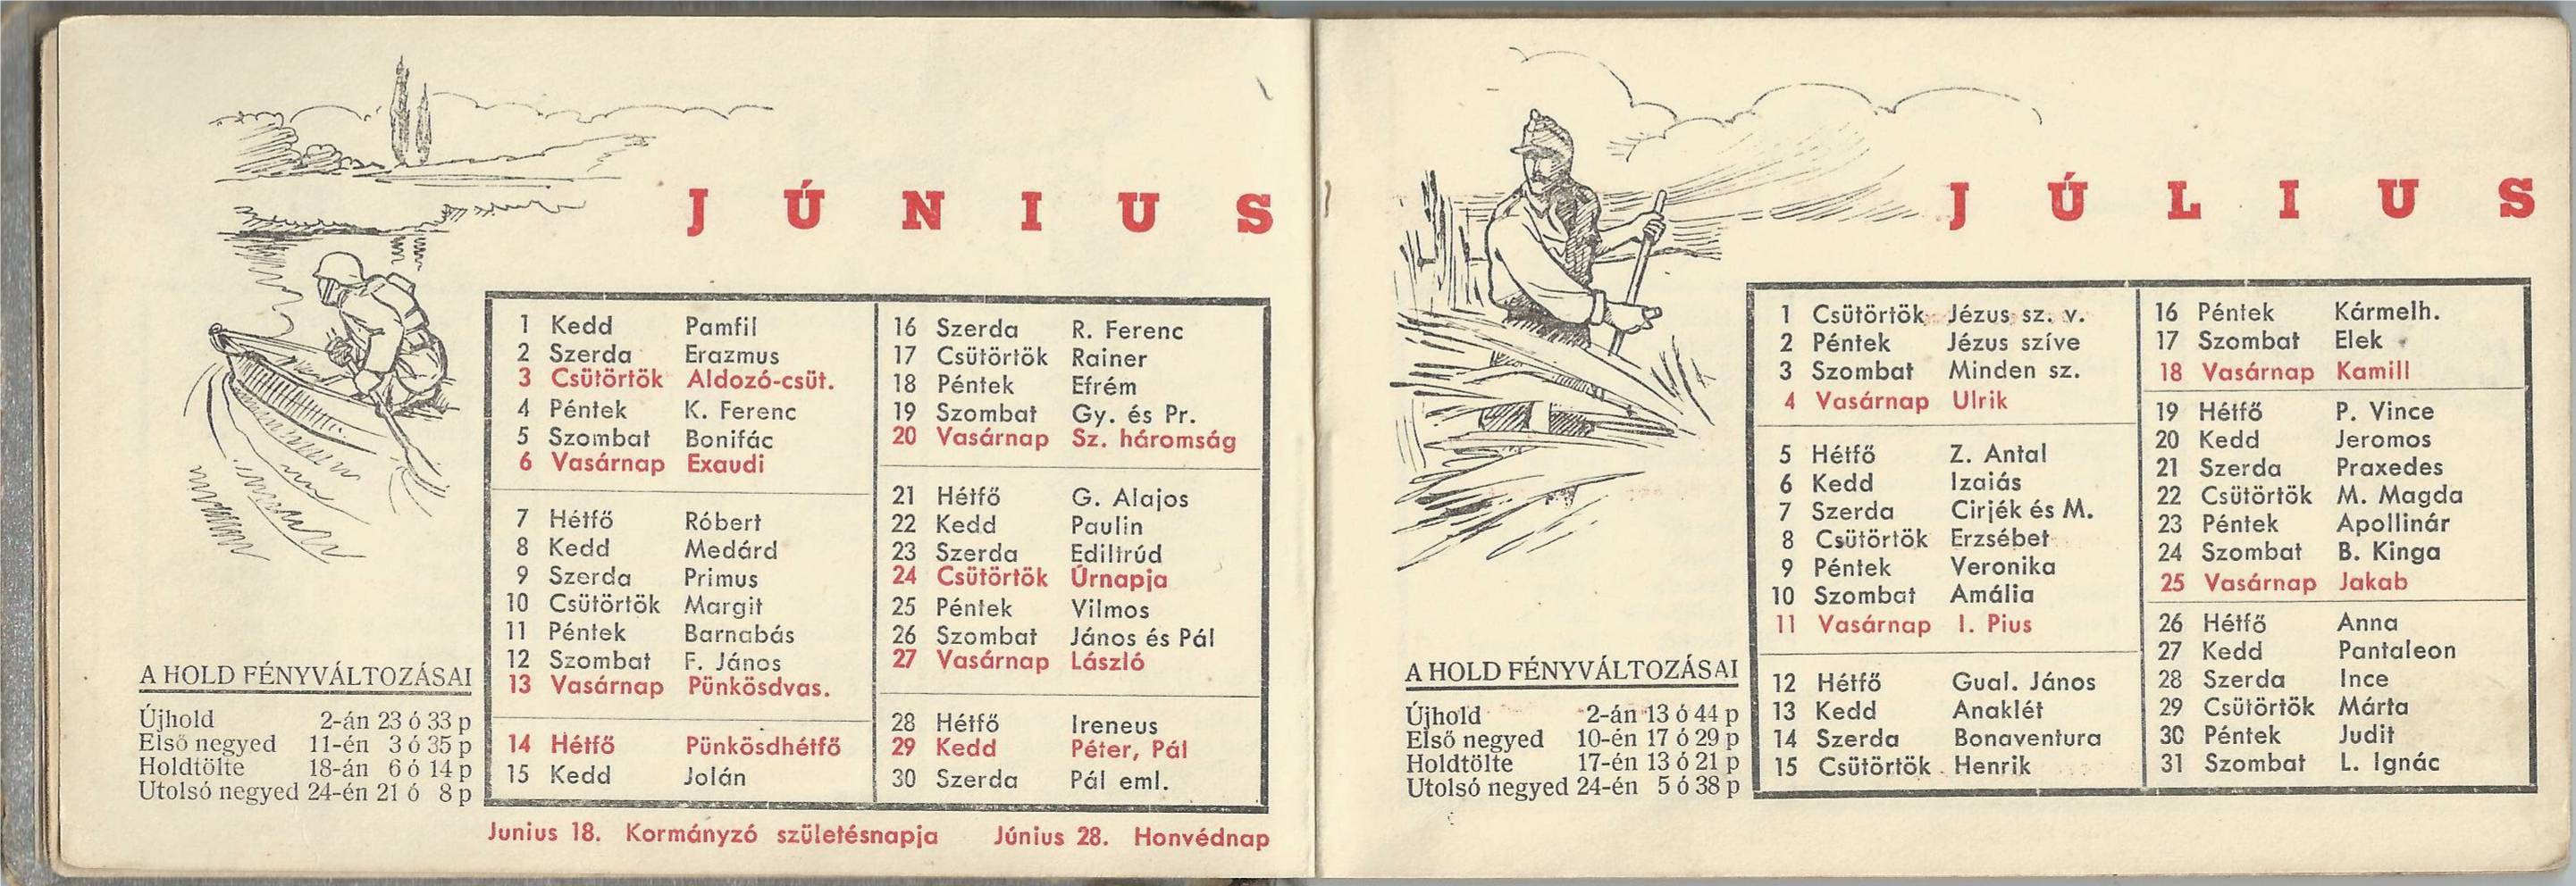 JÚNIUS
1 Kedd Pamfil
2 Szerda Erazmus
3 Csütörtök Aldozó-csüt.
4 Péntek K. Ferenc
5 Szombat Bonifác
6 Vasárnap Exaudi
7 Hétfő Róbert
8 Kedd Medárd
9 Szerda Primus
10 Csütörtök Margit
11 Péntek Barnabás
12 Szombat F. János
13 Vasárnap Pünkösdvas.
14 Hétfő Pünkösdhétfő
15 Kedd Jolán
16 Szerda R. Ferenc
17 Csütörtök Rainer
18 Péntek Efrém
19 Szombat Gy. és Pr.
20 Vasárnap Sz. háromság
21 Hétfő G. Alajos
22 Kedd Paulin
23 Szerda Ediltrúd
24 Csütörtök Úrnapja
25 Péntek Vilmos
26 Szombat János és Pál
27 Vasárnap László
28 Hétfő Ireneus
29 Kedd Péter, Pál
30 Szerda Pál eml.
A HOLD FÉNYVÁLTOZÁSAI
Újhold 2-án 23 ó 33 p
Első negyed 11-én 3 ó 35 p
Holdtölte 18-án 6 ó 14 p
Utolsó negyed 24-én 21 ó 8 p
Junius 18. Kormányzó születésnapja Június 28. Honvédnap
JÚLIUS
1 Csütörtök Jézus sz. v.
2 Péntek Jézus szíve
3 Szombat Minden sz.
4 Vasárnap Ulrik
5 Hétfő Z. Antal
6 Kedd Izaiás
7 Szerda Cirjék és M.
8 Csütörtök Erzsébet
9 Péntek Veronika
10 Szombat Amália
11 Vasárnap I. Pius
12 Hétfő Gual. János
13 Kedd Anaklét
14 Szerda Bonaventura
15 Csütörtök Henrik
16 Péntek Kármelh.
17 Szombat Elek
18 Vasárnap Kamill
19 Hétfő P. Vince
20 Kedd Jeromos
21 Szerda Praxedes
22 Csütörtök M. Magda
23 Péntek Apollinár
24 Szombat B. Kinga
25 Vasárnap Jakab
26 Hétfő Anna
27 Kedd Pantaleon
28 Szerda Ince
29 Csütörtök Márta
30 Péntek Judit
31 Szombat L. Ignác
A HOLD FÉNYVÁLTOZÁSAI
Újhold 2-án 13 ó 44 p
Első negyed 10-én 17 ó 29 p
Holdtölte 17-én 13 ó 21 p
Utolsó negyed 24-én 5 ó 38 p